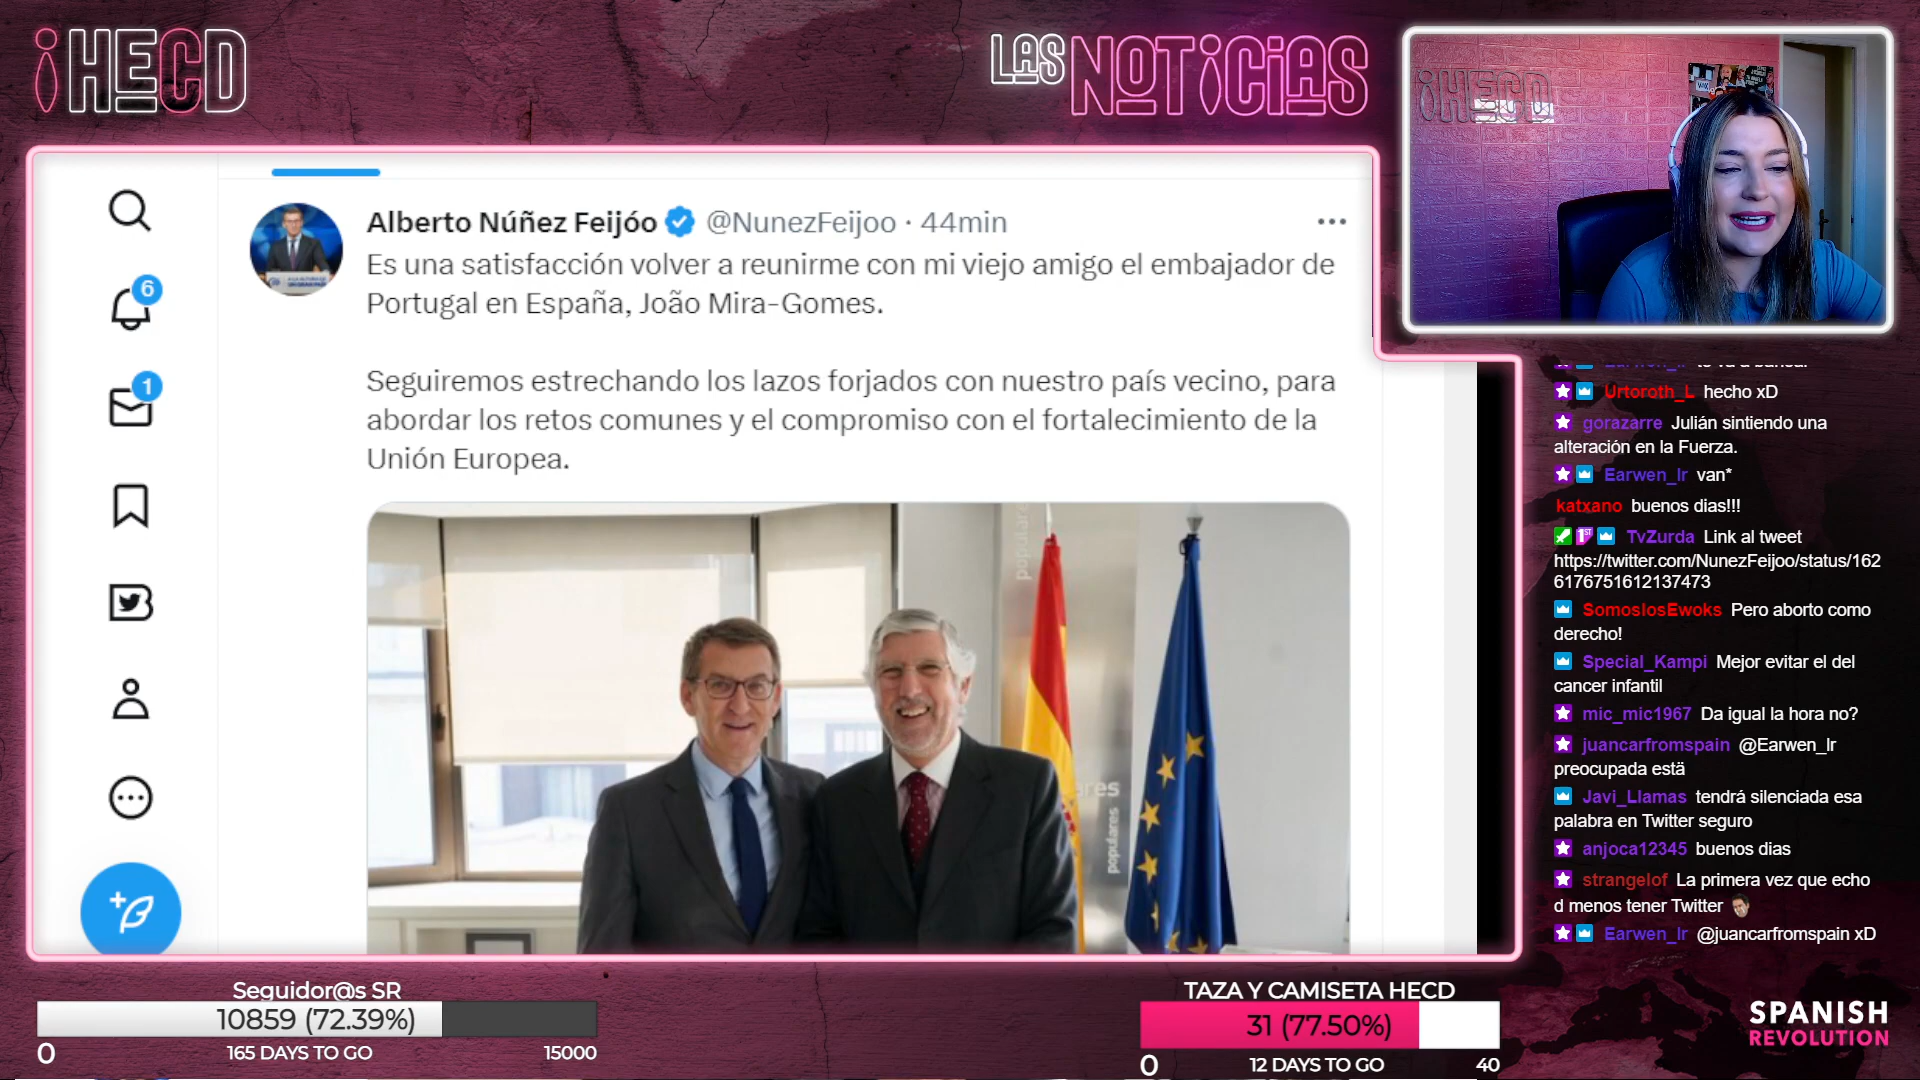 ¡HECD
LAS NOTICIAS
¡HECD
Alberto Núñez Feijóo @NunezFeijoo · 44min
Es una satisfacción volver a reunirme con mi viejo amigo el embajador de
Portugal en España, João Mira-Gomes.
Seguiremos estrechando los lazos forjados con nuestro país vecino, para
abordar los retos comunes y el compromiso con el fortalecimiento de la
Unión Europea.
6
1
populares
ares
populares
Urtoroth_L hecho xD
gorazarre Julián sintiendo una
alteración en la Fuerza.
Earwen_lr van*
katxano buenos dias!!!
1ST TvZurda Link al tweet
https://twitter.com/NunezFeijoo/status/162
6176751612137473
SomoslosEwoks Pero aborto como
derecho!
Special_Kampi Mejor evitar el del
cancer infantil
mic_mic1967 Da igual la hora no?
juancarfromspain @Earwen_lr
preocupada estä
Javi_Llamas tendrá silenciada esa
palabra en Twitter seguro
anjoca12345 buenos dias
strangelof La primera vez que echo
d menos tener Twitter
Earwen_lr @juancarfromspain xD
Seguidor@s SR
10859 (72.39%)
0 165 DAYS TO GO 15000
TAZA Y CAMISETA HECD
31 (77.50%)
0 12 DAYS TO GO 40
SPANISH
REVOLUTION